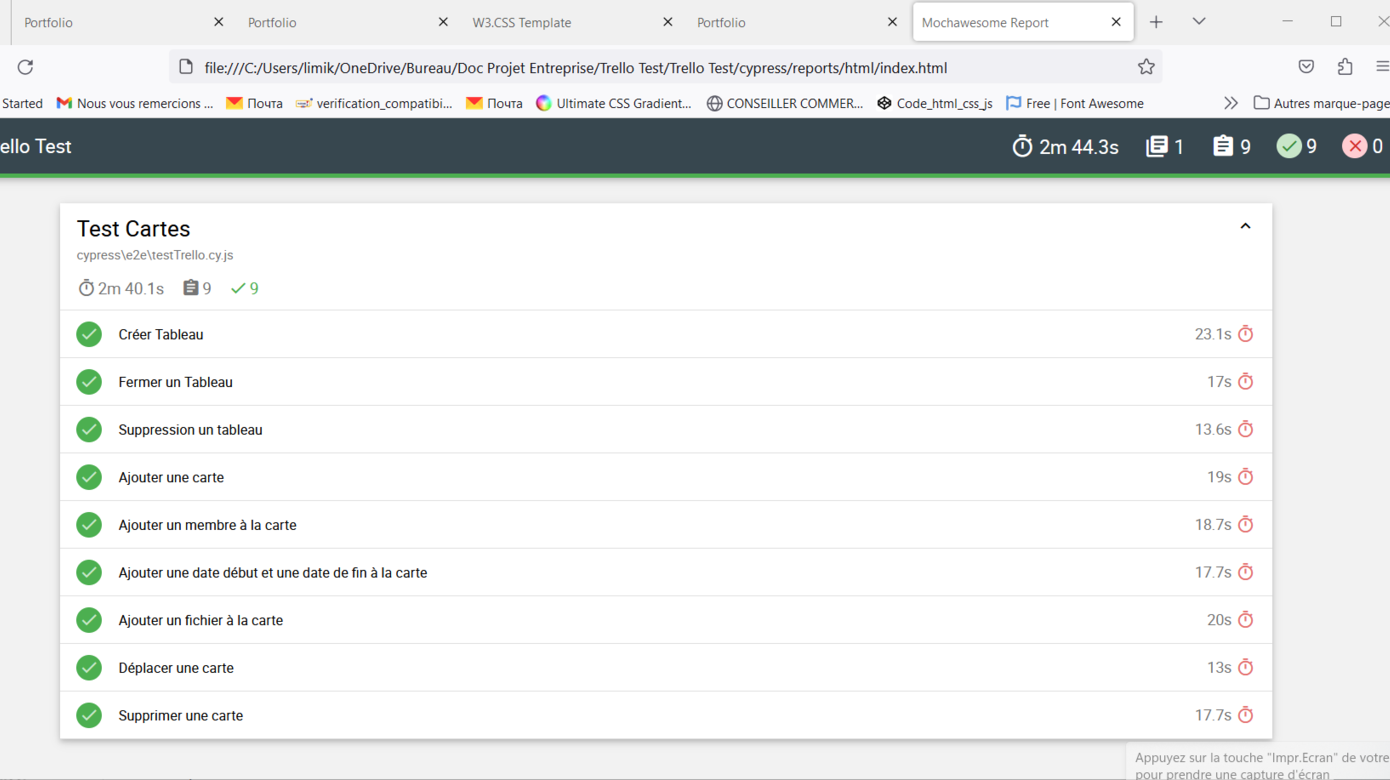 Portfolio
Portfolio
W3.CSS Template
Portfolio
Mochawesome Report
file:///C:/Users/limik/OneDrive/Bureau/Doc Projet Entreprise/Trello Test/Trello Test/cypress/reports/html/index.html
Started Nous vous remercions ... Почта verification_compatibi... Почта Ultimate CSS Gradient... CONSEILLER COMMER... Code_html_css_js Free | Font Awesome Autres marque-page
ello Test 2m 44.3s 1 9 9 0
Test Cartes
cypress\e2e\testTrello.cy.js
2m 40.1s 9 9
Créer Tableau 23.1s
Fermer un Tableau 17s
Suppression un tableau 13.6s
Ajouter une carte 19s
Ajouter un membre à la carte 18.7s
Ajouter une date début et une date de fin à la carte 17.7s
Ajouter un fichier à la carte 20s
Déplacer une carte 13s
Supprimer une carte 17.7s
Appuyez sur la touche "Impr.Ecran" de votre
pour prendre une capture d'écran